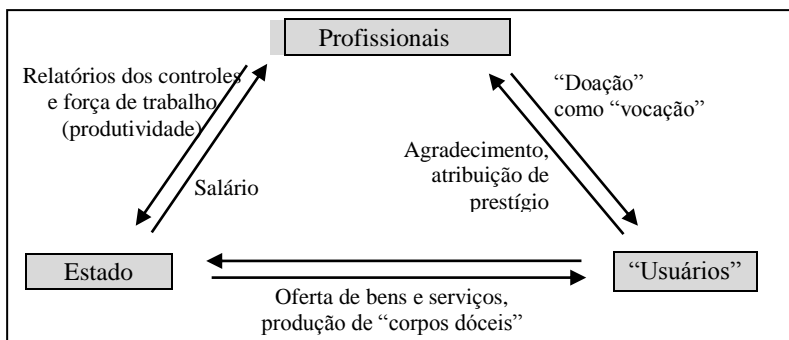 Profissionais
Relatórios dos controles
e força de trabalho
(produtividade)
“Doação”
como “vocação”
Agradecimento,
atribuição de
prestígio
Salário
Estado
“Usuários”
Oferta de bens e serviços,
produção de “corpos dóceis”